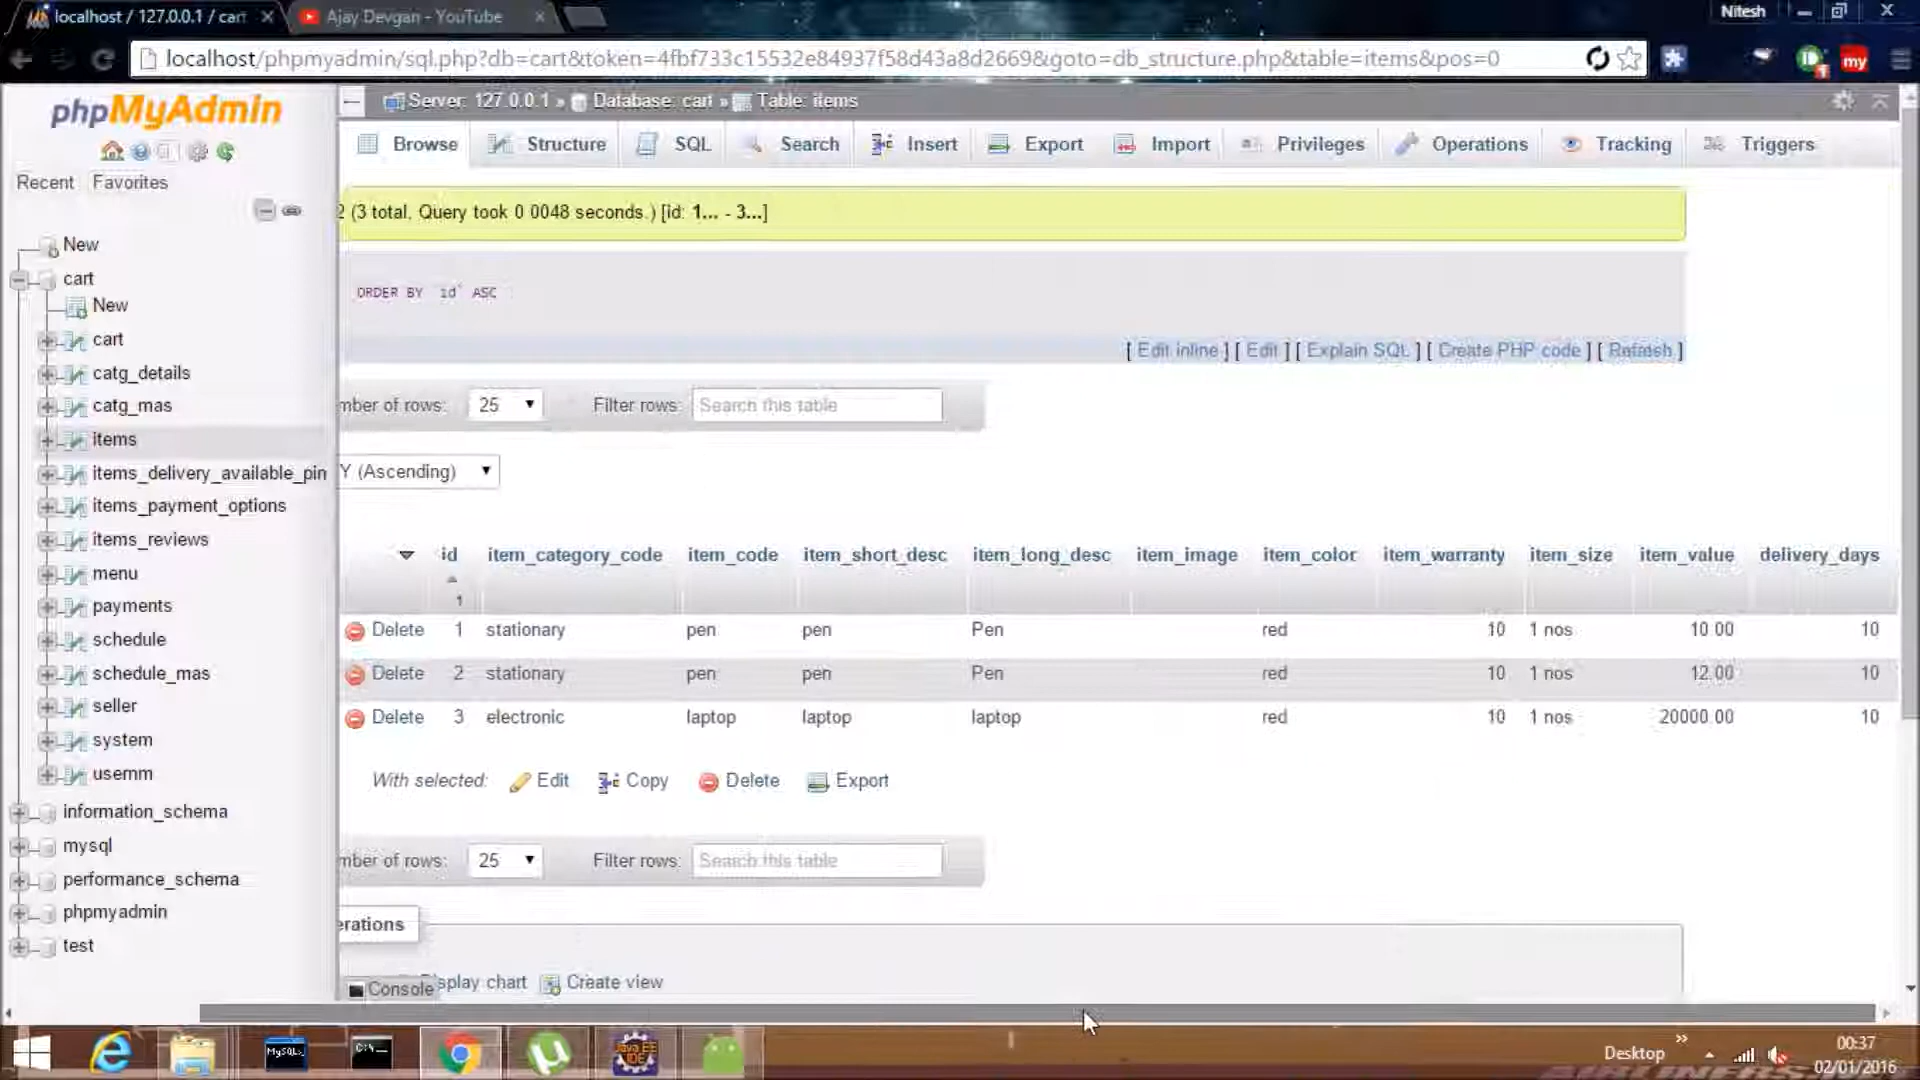 localhost / 127.0.0.1 / cart
Ajay Devgan - YouTube
Nitesh
localhost/phpmyadmin/sql.php?db=cart&token=4fbf733c15532e84937f58d43a8d2669&goto=db_structure.php&table=items&pos=0
my
phpMyAdmin
Server: 127.0.0.1 » Database: cart » Table: items
Browse Structure SQL Search Insert Export Import Privileges Operations Tracking Triggers
Recent Favorites
2 (3 total, Query took 0.0048 seconds.) [id: 1... - 3...]
New
cart
New
cart
catg_details
catg_mas
items
items_delivery_available_pin
items_payment_options
items_reviews
menu
payments
schedule
schedule_mas
seller
system
usemm
information_schema
mysql
performance_schema
phpmyadmin
test
ORDER BY `id` ASC
[ Edit inline ] [ Edit ] [ Explain SQL ] [ Create PHP code ] [ Refresh ]
mber of rows: 25 Filter rows: Search this table
Y (Ascending)
id item_category_code item_code item_short_desc item_long_desc item_image item_color item_warranty item_size item_value delivery_days
1
Delete 1 stationary pen pen Pen red 10 1 nos 10.00 10
Delete 2 stationary pen pen Pen red 10 1 nos 12.00 10
Delete 3 electronic laptop laptop laptop red 10 1 nos 20000.00 10
With selected: Edit Copy Delete Export
mber of rows: 25 Filter rows: Search this table
erations
splay chart Create view
Console
MySQL
C:\
Java EE
IDE
Desktop
00:37
02/01/2016